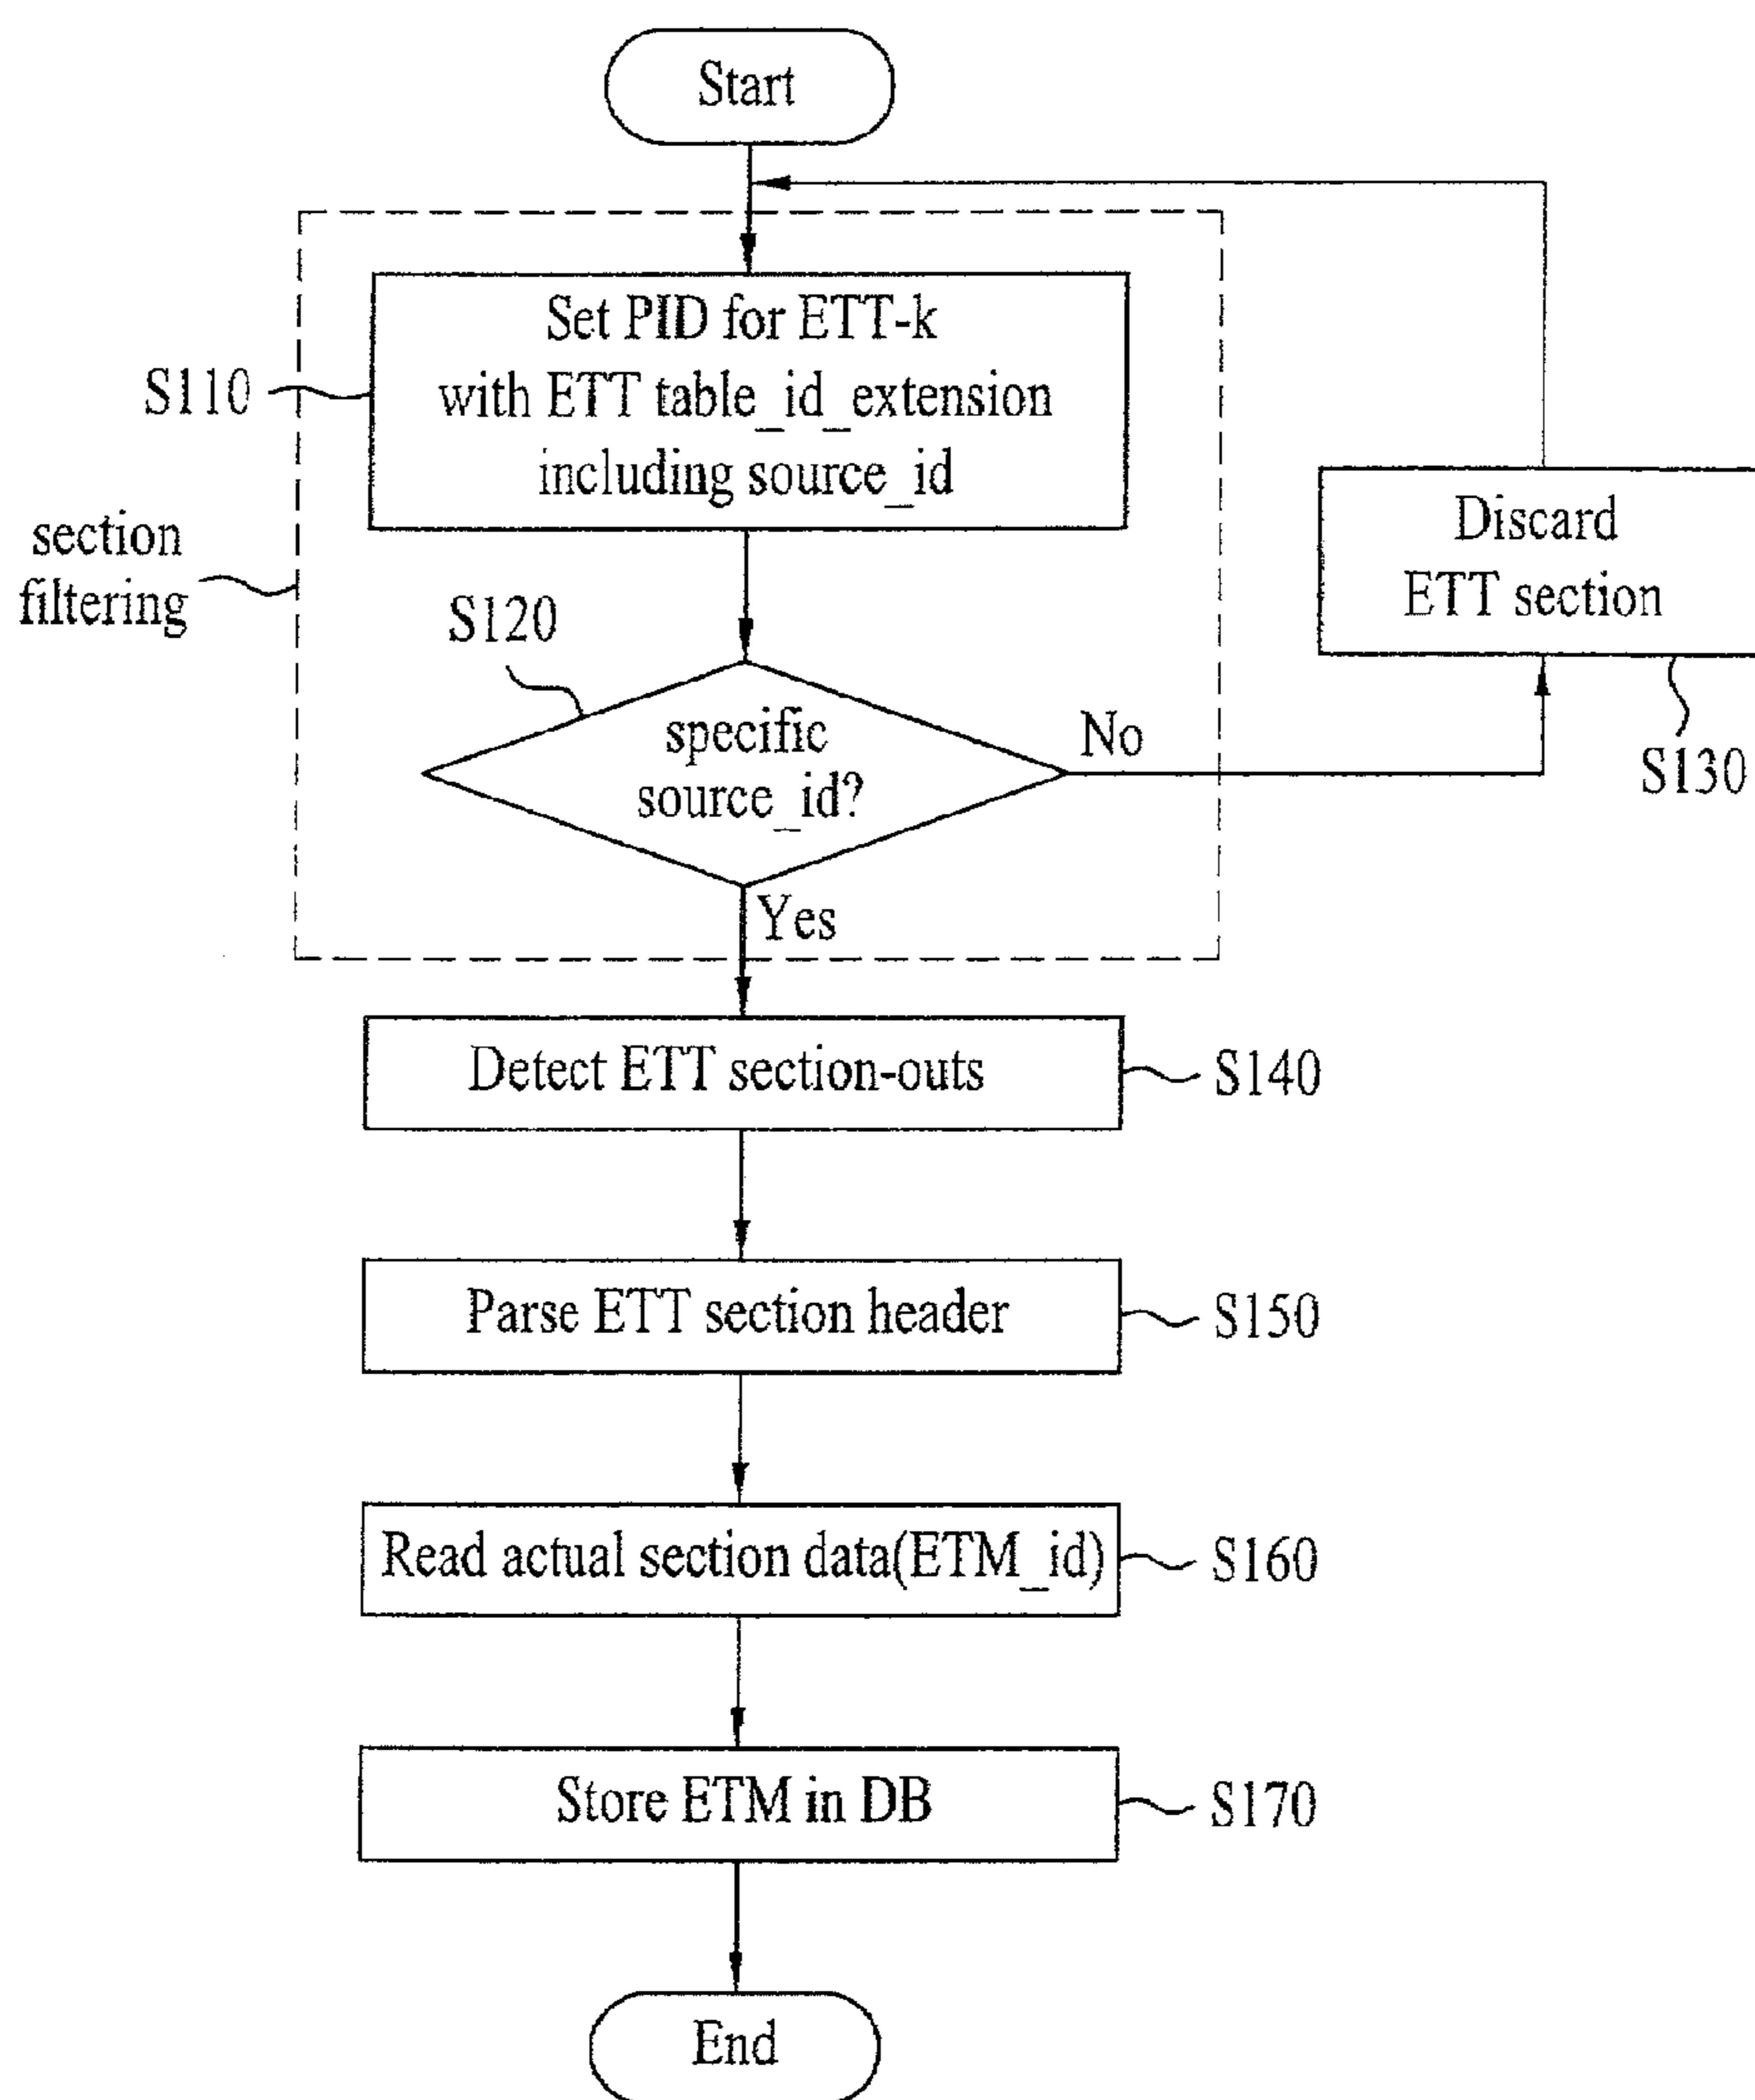 Start
Set PID for ETT-k
with ETT table_id_extension
including source_id
S110
section
filtering
Discard
ETT section
S120
specific
source_id?
No
S130
Yes
Detect ETT section-outs
S140
Parse ETT section header
S150
Read actual section data(ETM_id)
S160
Store ETM in DB
S170
End